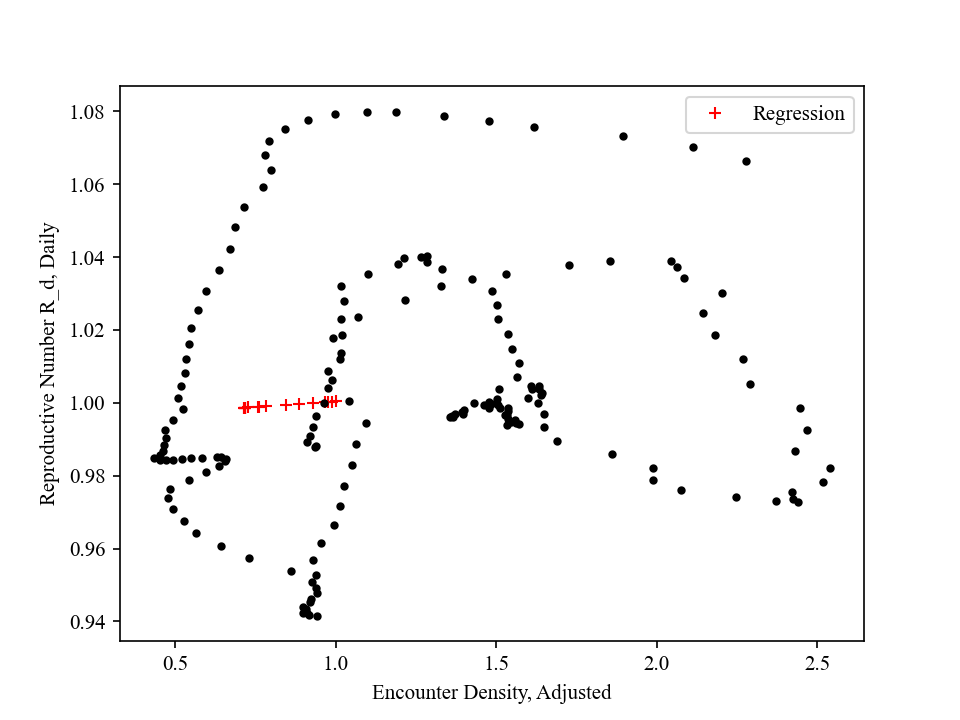 Regression
1.08
1.06
1.04
1.02
1.00
0.98
0.96
0.94
Reproductive Number R_d, Daily
0.5 1.0 1.5 2.0 2.5
Encounter Density, Adjusted